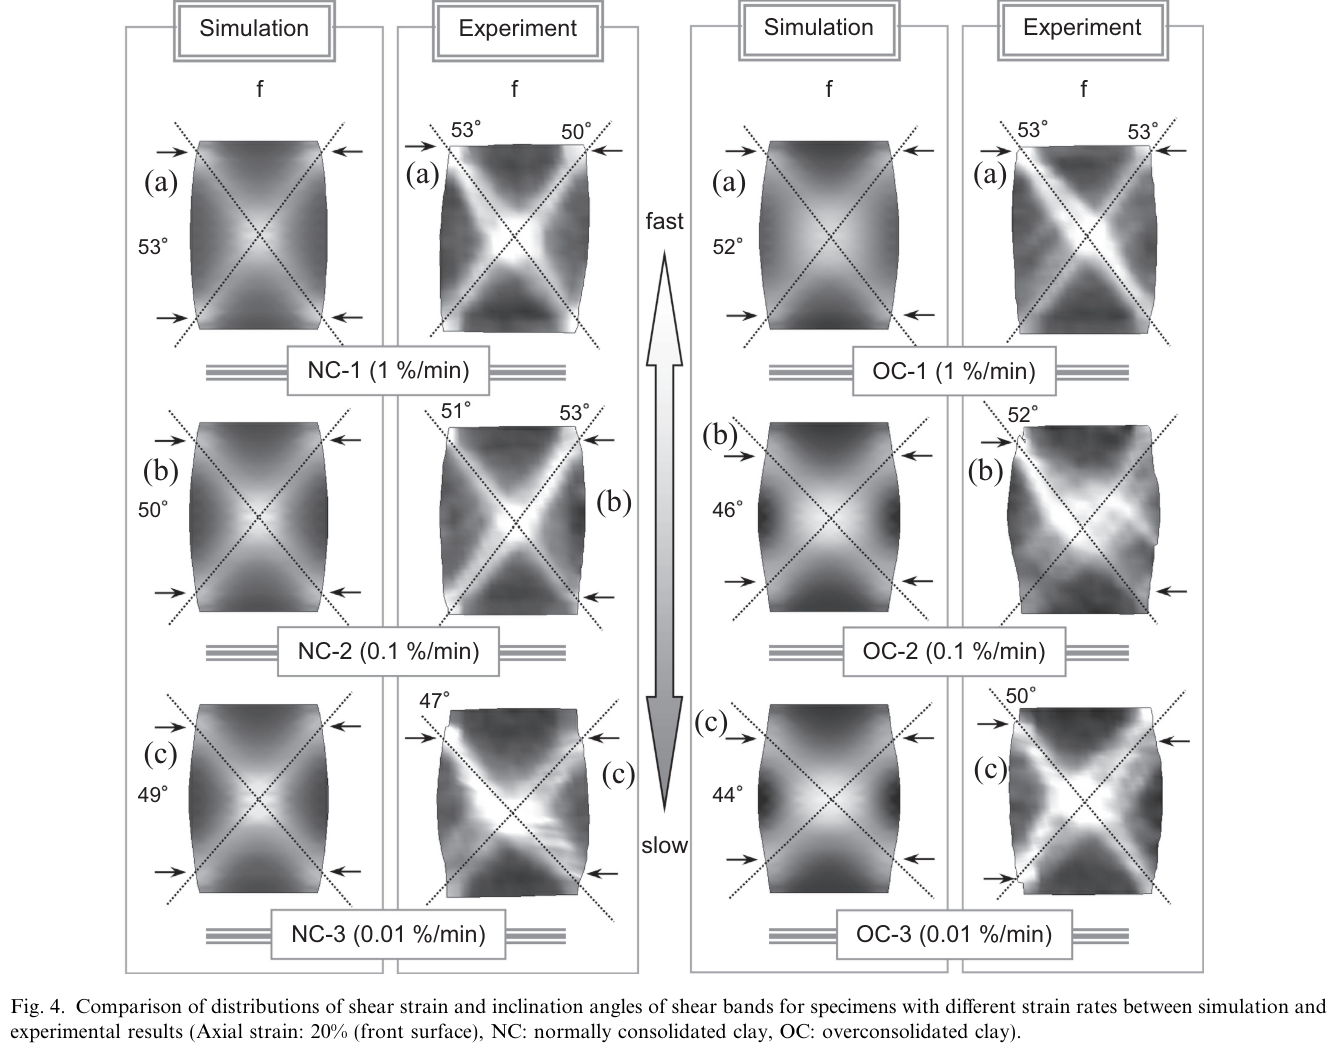 Simulation
Experiment
Simulation
Experiment
f
f
f
f
53°
50°
53°
53°
(a)
(a)
(a)
(a)
53°
52°
fast
NC-1 (1 %/min)
OC-1 (1 %/min)
51°
53°
52°
(b)
(b)
(b)
(b)
50°
46°
NC-2 (0.1 %/min)
OC-2 (0.1 %/min)
47°
50°
(c)
(c)
(c)
(c)
49°
44°
slow
NC-3 (0.01 %/min)
OC-3 (0.01 %/min)
Fig. 4. Comparison of distributions of shear strain and inclination angles of shear bands for specimens with different strain rates between simulation and
experimental results (Axial strain: 20% (front surface), NC: normally consolidated clay, OC: overconsolidated clay).